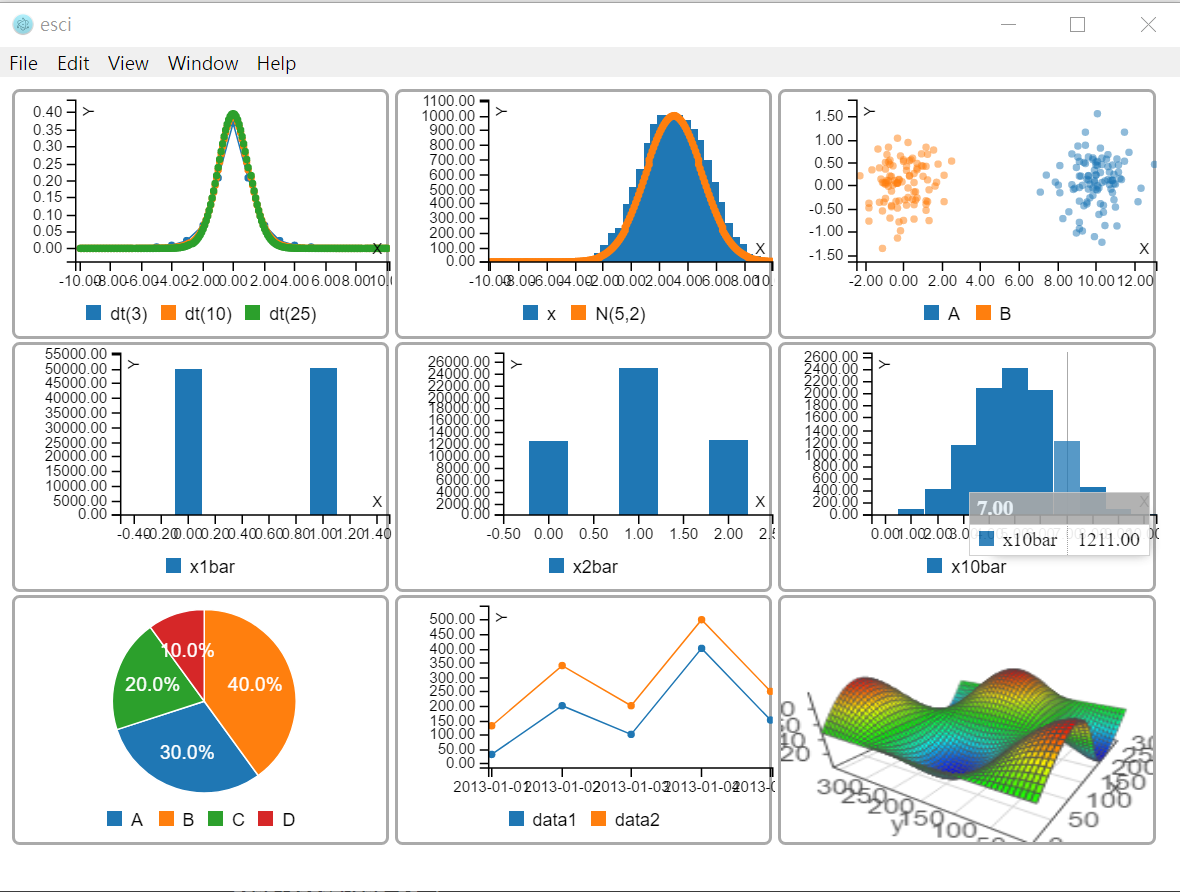 esci
File Edit View Window Help
Y
0.40
0.35
0.30
0.25
0.20
0.15
0.10
0.05
0.00
X
-10.00 -8.00 -6.00 -4.00 -2.00 0.00 2.00 4.00 6.00 8.00
dt(3) dt(10) dt(25)
Y
1100.00
1000.00
900.00
800.00
700.00
600.00
500.00
400.00
300.00
200.00
100.00
0.00
X
-10.00 -8.00 -6.00 -4.00 -2.00 0.00 2.00 4.00 6.00 8.00
x N(5,2)
Y
1.50
1.00
0.50
0.00
-0.50
-1.00
-1.50
X
-2.00 0.00 2.00 4.00 6.00 8.00 10.00 12.00
A B
Y
55000.00
50000.00
45000.00
40000.00
35000.00
30000.00
25000.00
20000.00
15000.00
10000.00
5000.00
0.00
X
-0.40 -0.20 0.00 0.20 0.40 0.60 0.80 1.00 1.20 1.40
x1bar
Y
26000.00
24000.00
22000.00
20000.00
18000.00
16000.00
14000.00
12000.00
10000.00
8000.00
6000.00
4000.00
2000.00
0.00
X
-0.50 0.00 0.50 1.00 1.50 2.00
x2bar
Y
2600.00
2400.00
2200.00
2000.00
1800.00
1600.00
1400.00
1200.00
1000.00
800.00
600.00
400.00
200.00
0.00
X
0.00 1.00 2.00
7.00
x10bar 1211.00
x10bar
10.0%
40.0%
20.0%
30.0%
A B C D
Y
500.00
450.00
400.00
350.00
300.00
250.00
200.00
150.00
100.00
50.00
0.00
2013-01-01 2013-01-02 2013-01-03 2013-01-04
data1 data2
300
250
200
150
100
y
200
150
100
50
x